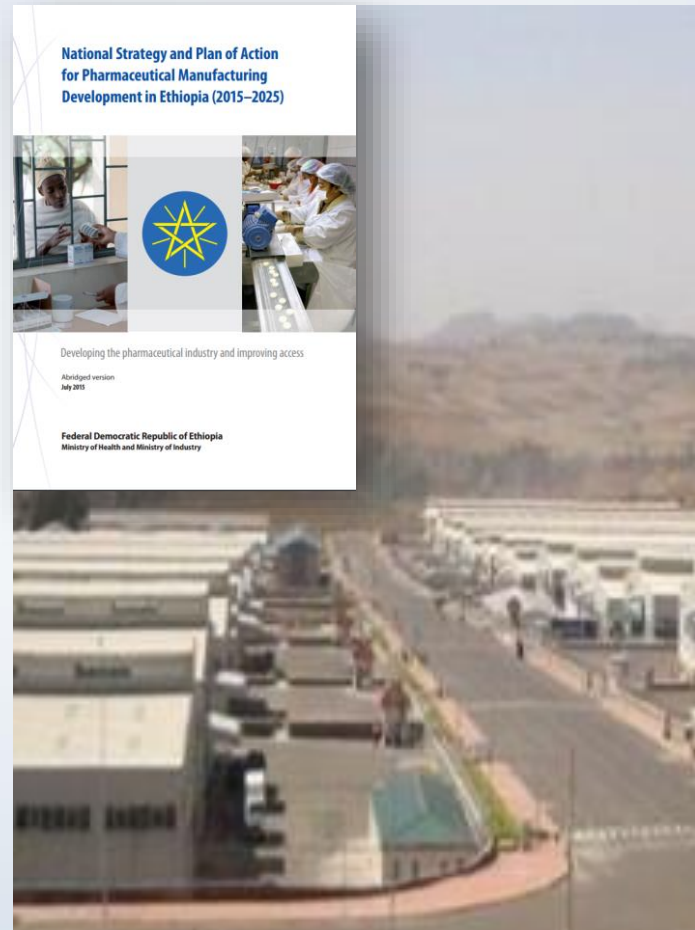 National Strategy and Plan of Action
for Pharmaceutical Manufacturing
Development in Ethiopia (2015–2025)
Developing the pharmaceutical industry and improving access
Abridged version
July 2015
Federal Democratic Republic of Ethiopia
Ministry of Health and Ministry of Industry